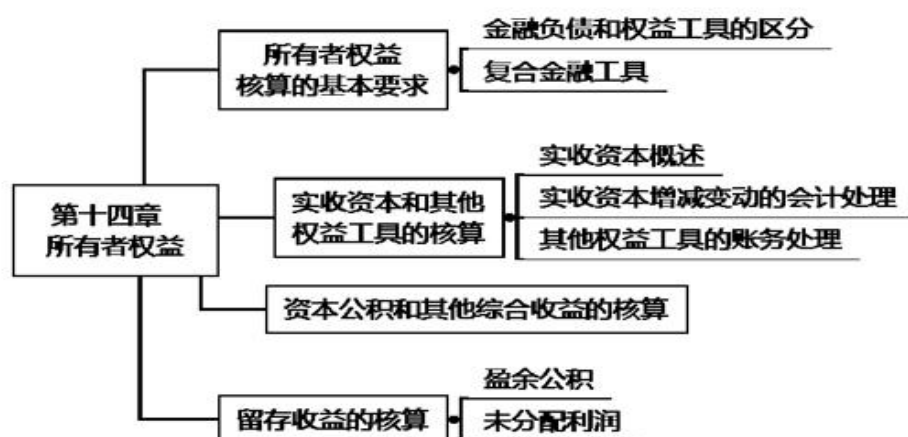 第十四章
所有者权益
所有者权益
核算的基本要求
金融负债和权益工具的区分
复合金融工具
实收资本和其他
权益工具的核算
实收资本概述
实收资本增减变动的会计处理
其他权益工具的账务处理
资本公积和其他综合收益的核算
留存收益的核算
盈余公积
未分配利润